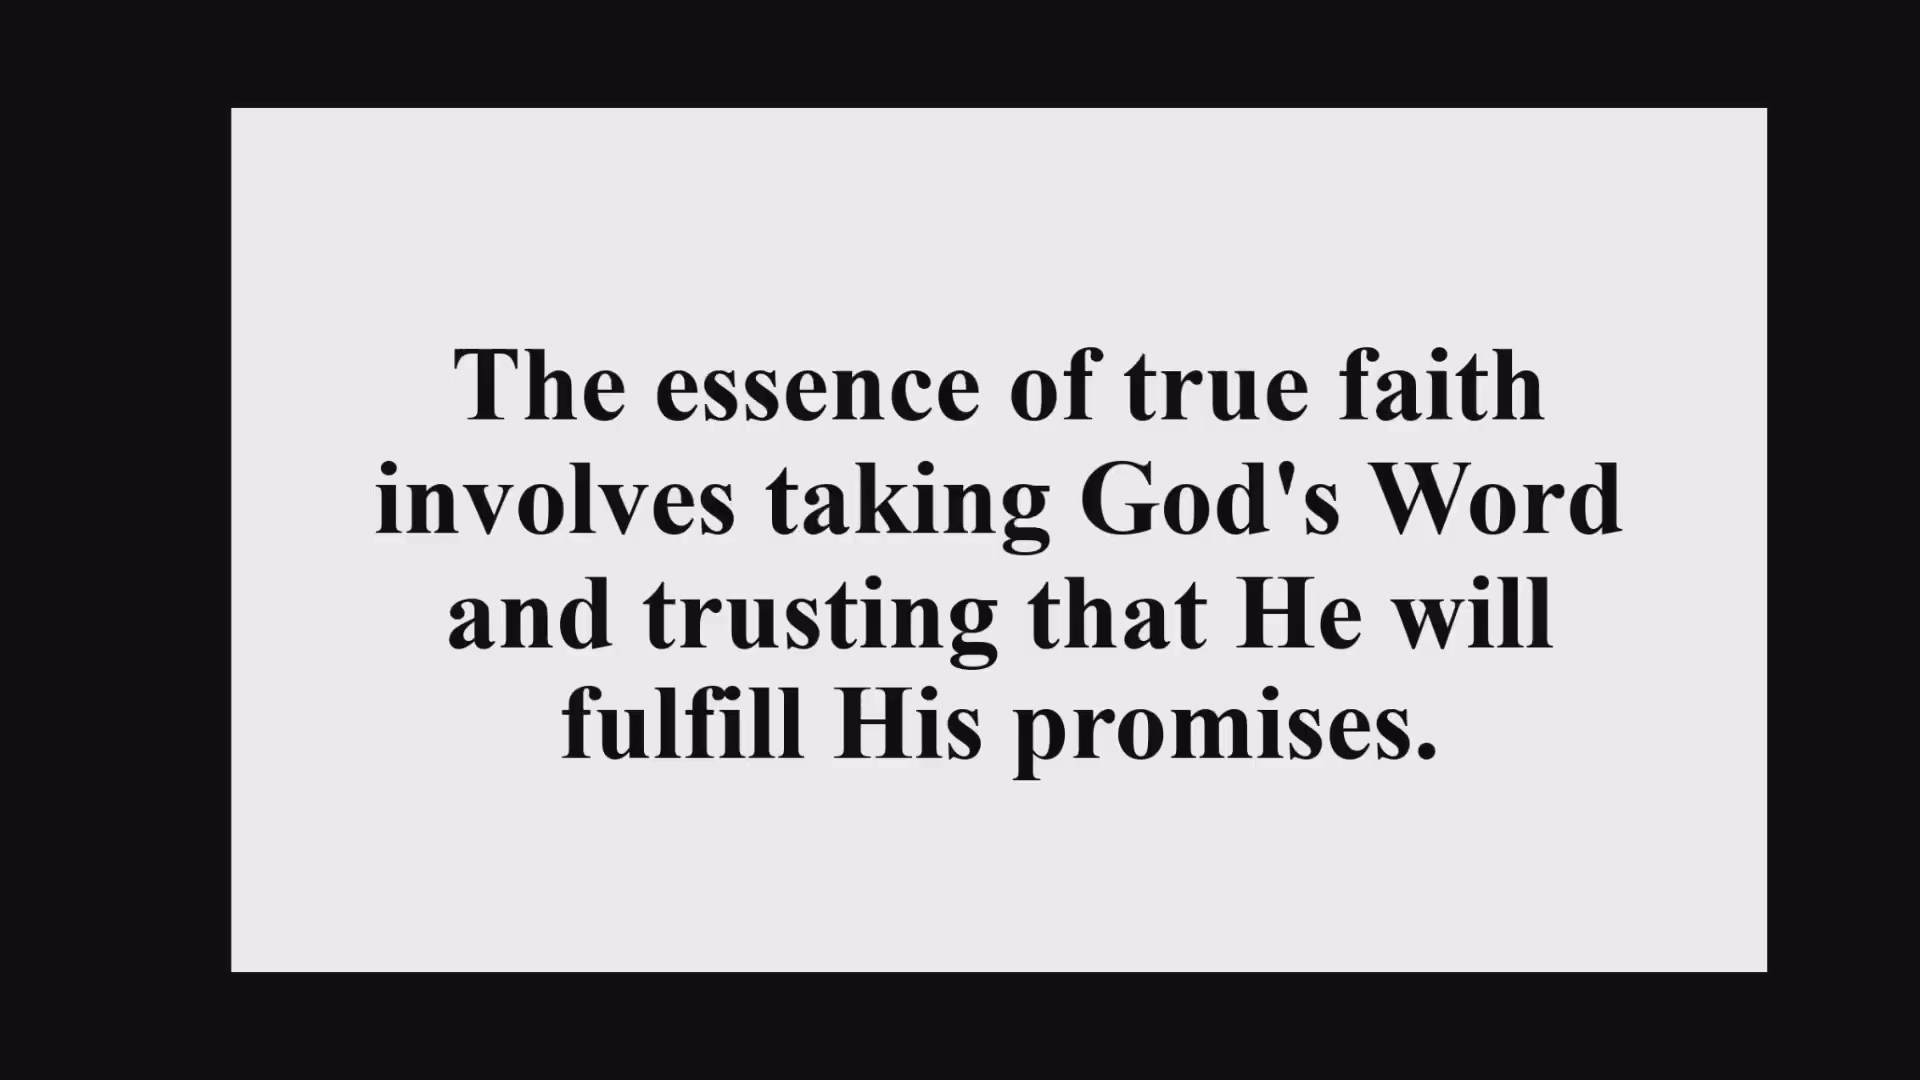 The essence of true faith
involves taking God's Word
and trusting that He will
fulfill His promises.